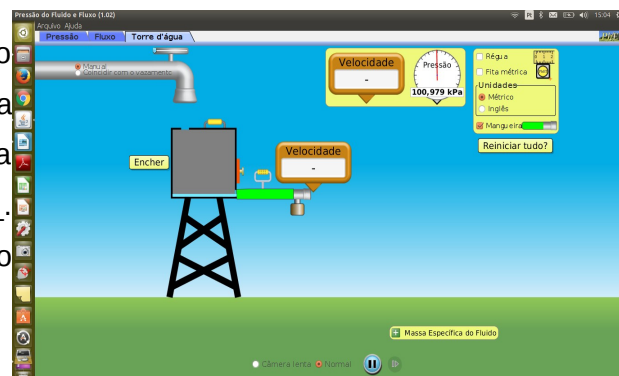 Pressão do Fluido e Fluxo (1.02)
Pt
15:04
Arquivo Ajuda
Pressão Fluxo Torre d'água
o
a
a
.
o
Manual
Coincidir com o vazamento
Velocidade
-
Pressão
100,979 kPa
Régua
Fita métrica
Unidades
Métrico
Inglês
Mangueira
Reiniciar tudo?
Encher
Velocidade
-
Massa Específica do Fluido
Câmera lenta Normal